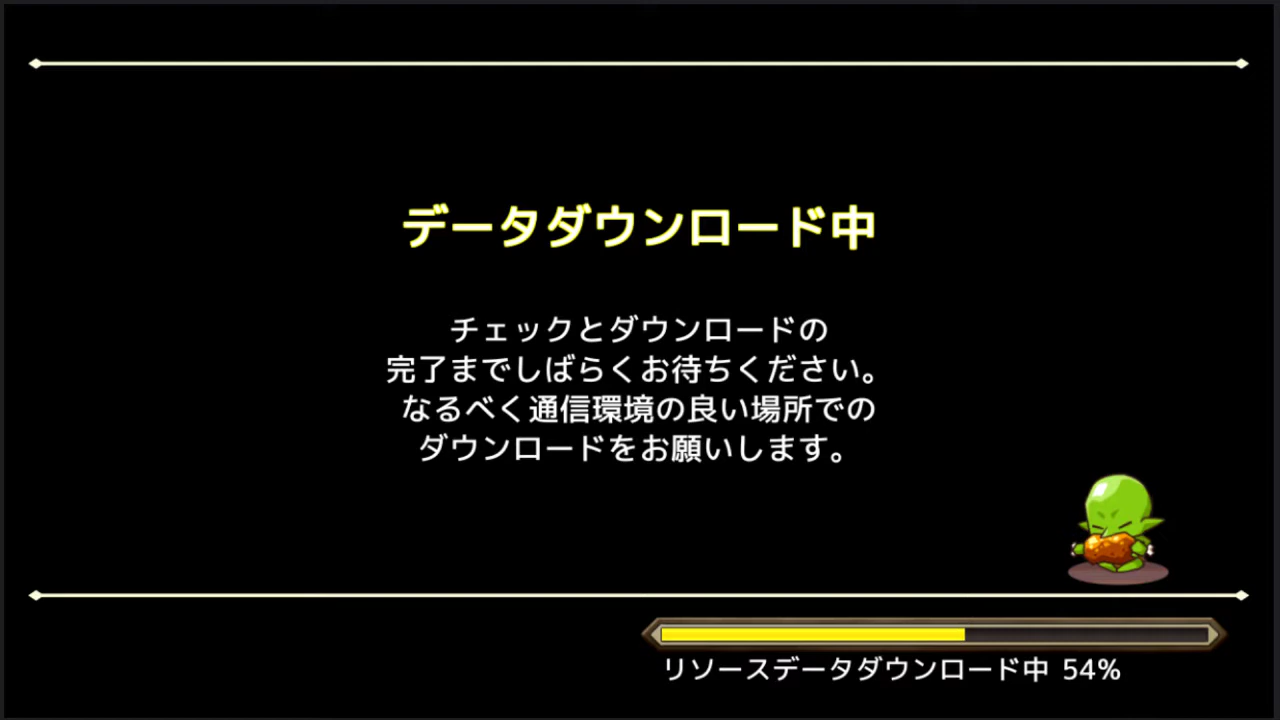 データダウンロード中
チェックとダウンロードの
完了までしばらくお待ちください。
なるべく通信環境の良い場所での
ダウンロードをお願いします。
リソースデータダウンロード中 54%